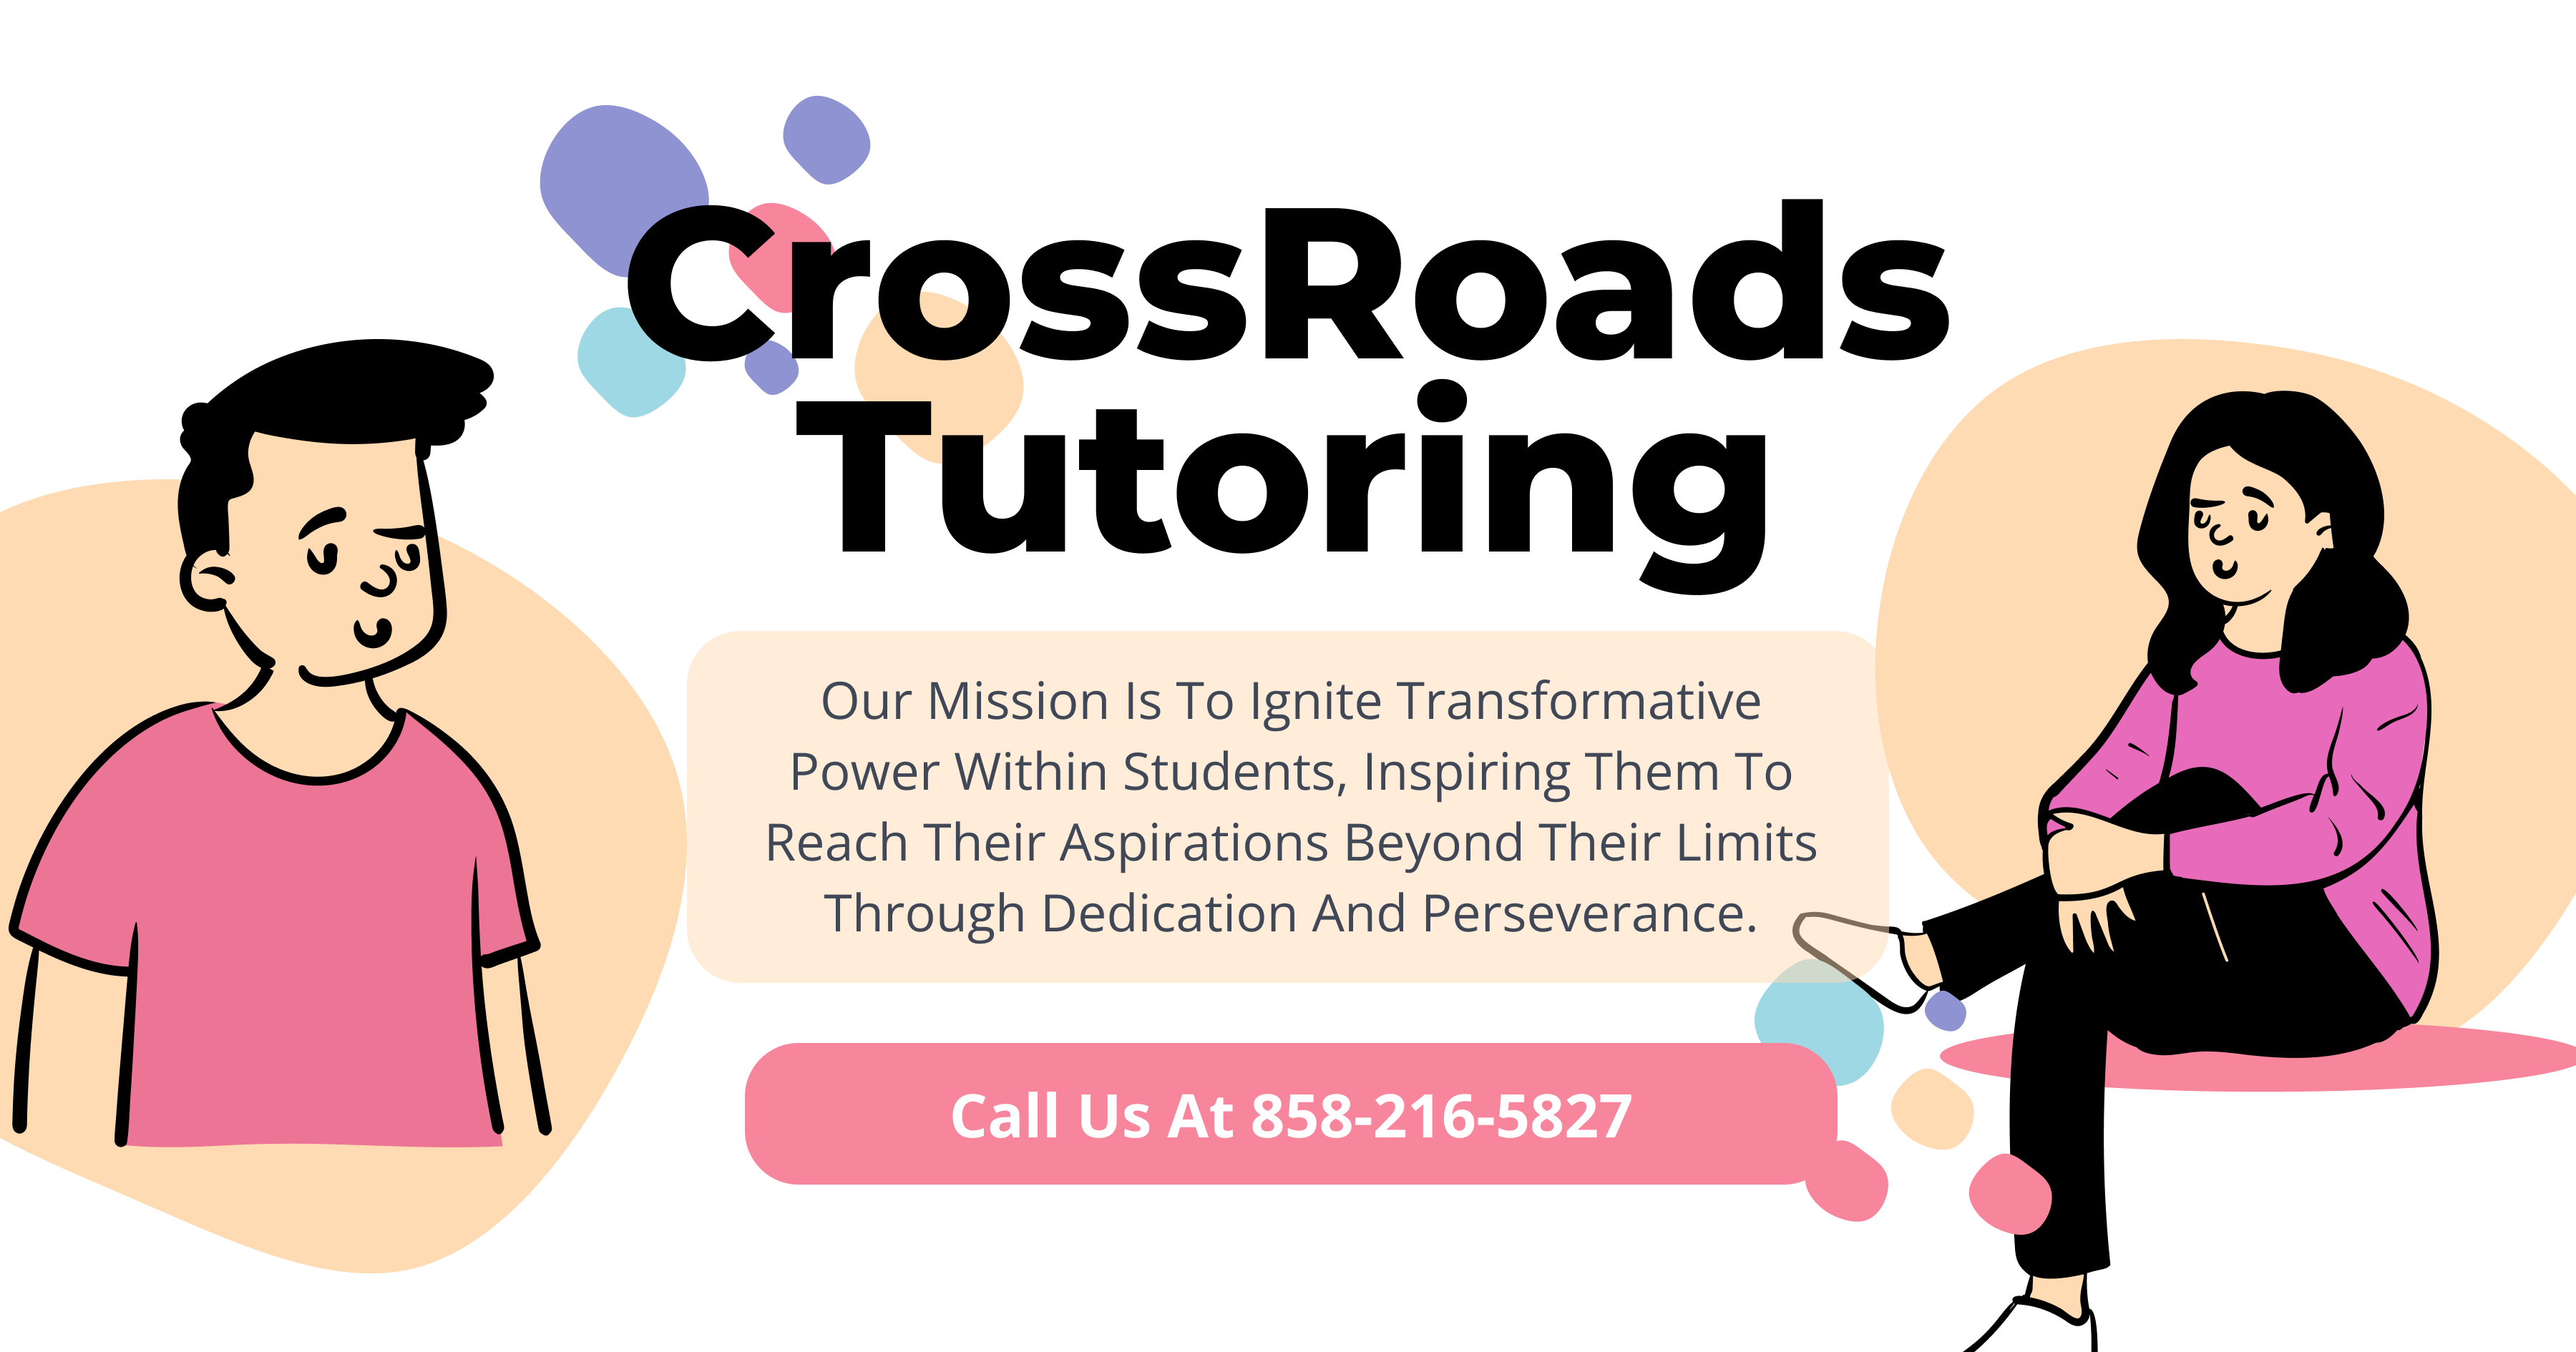 CrossRoads
Tutoring
Our Mission Is To Ignite Transformative
Power Within Students, Inspiring Them To
Reach Their Aspirations Beyond Their Limits
Through Dedication And Perseverance.
Call Us At 858-216-5827